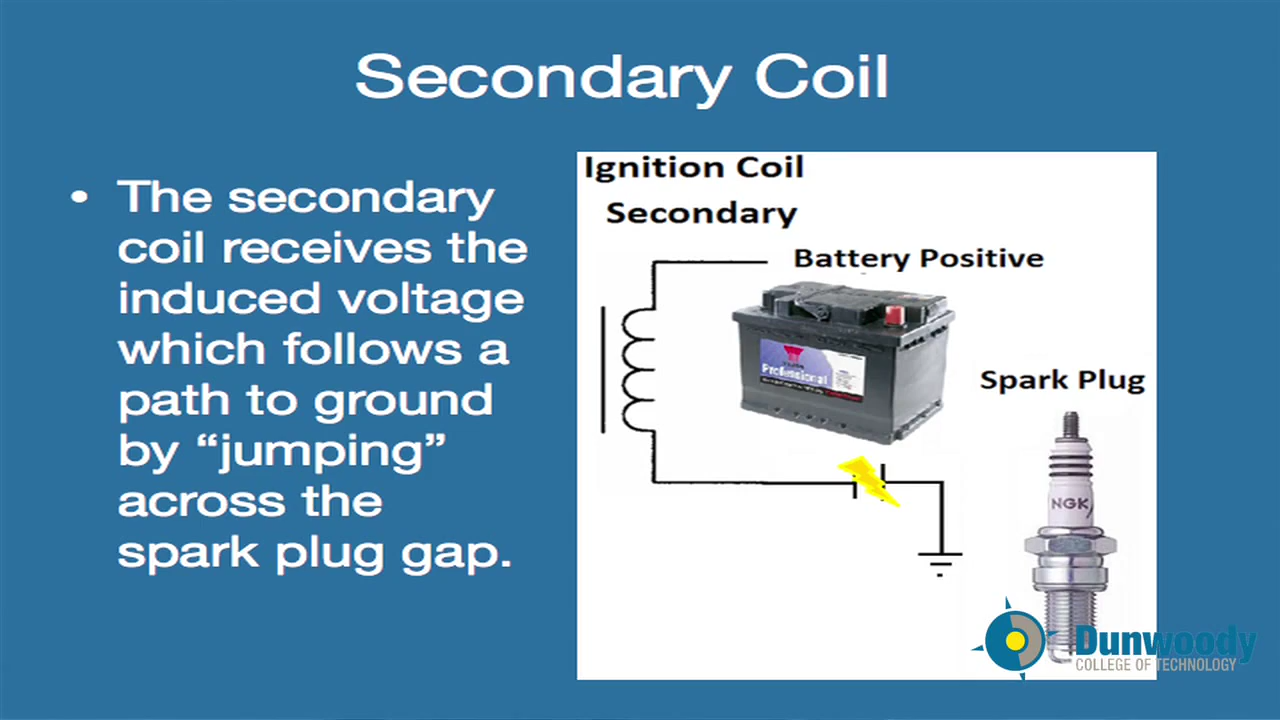 Secondary Coil
• The secondary
coil receives the
induced voltage
which follows a
path to ground
by “jumping”
across the
spark plug gap.
Ignition Coil
Secondary
Battery Positive
Professional
Spark Plug
NGK
Dunwoody
COLLEGE OF TECHNOLOGY